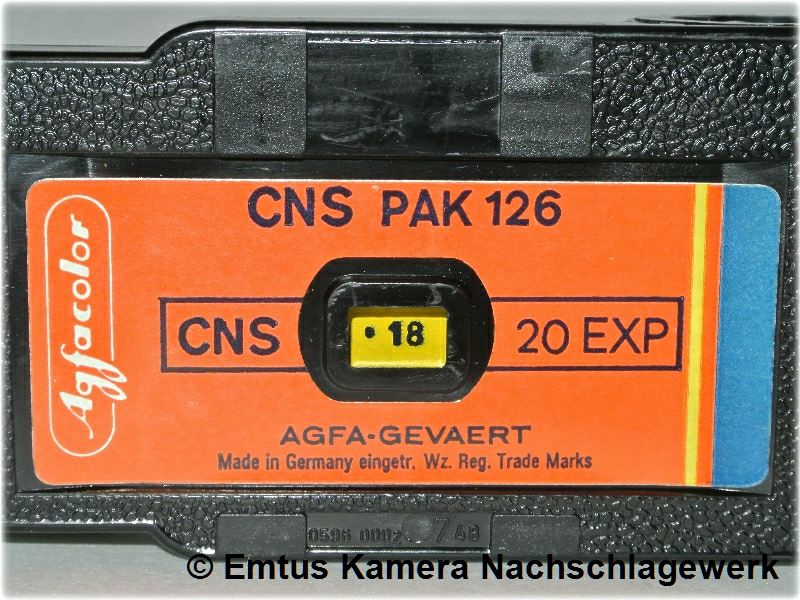 CNS PAK 126
Agfacolor
CNS
• 18
20 EXP
AGFA-GEVAERT
Made in Germany eingetr. Wz. Reg. Trade Marks
0596 0002 7 48
© Emtus Kamera Nachschlagewerk